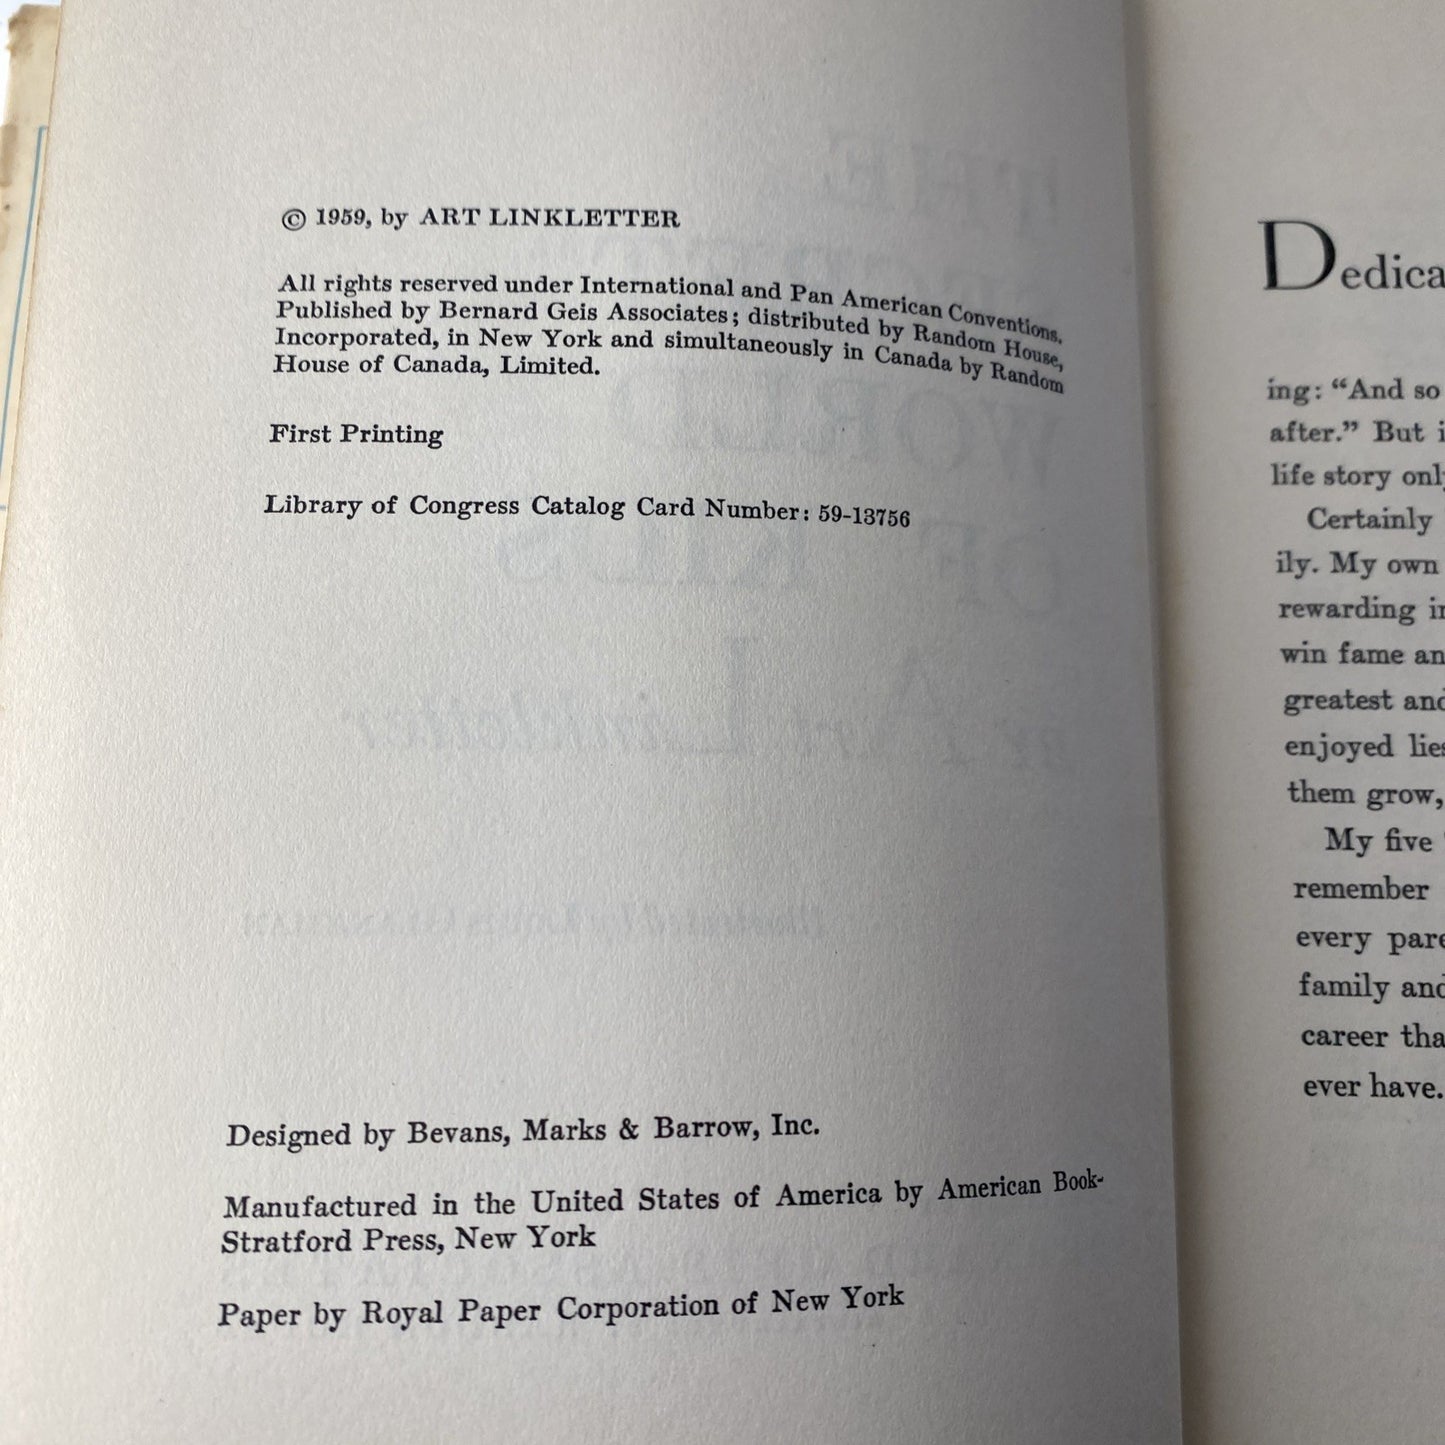 © 1959, by ART LINKLETTER
All rights reserved under International and Pan American Conventions.
Published by Bernard Geis Associates; distributed by Random House,
Incorporated, in New York and simultaneously in Canada by Random
House of Canada, Limited.
First Printing
Library of Congress Catalog Card Number: 59-13756
Designed by Bevans, Marks & Barrow, Inc.
Manufactured in the United States of America by American Book-
Stratford Press, New York
Paper by Royal Paper Corporation of New York
Dedica
ing: “And so
after.” But i
life story onl
Certainly
ily. My own
rewarding in
win fame an
greatest and
enjoyed lies
them grow,
My five
remember
every pare
family and
career tha
ever have.